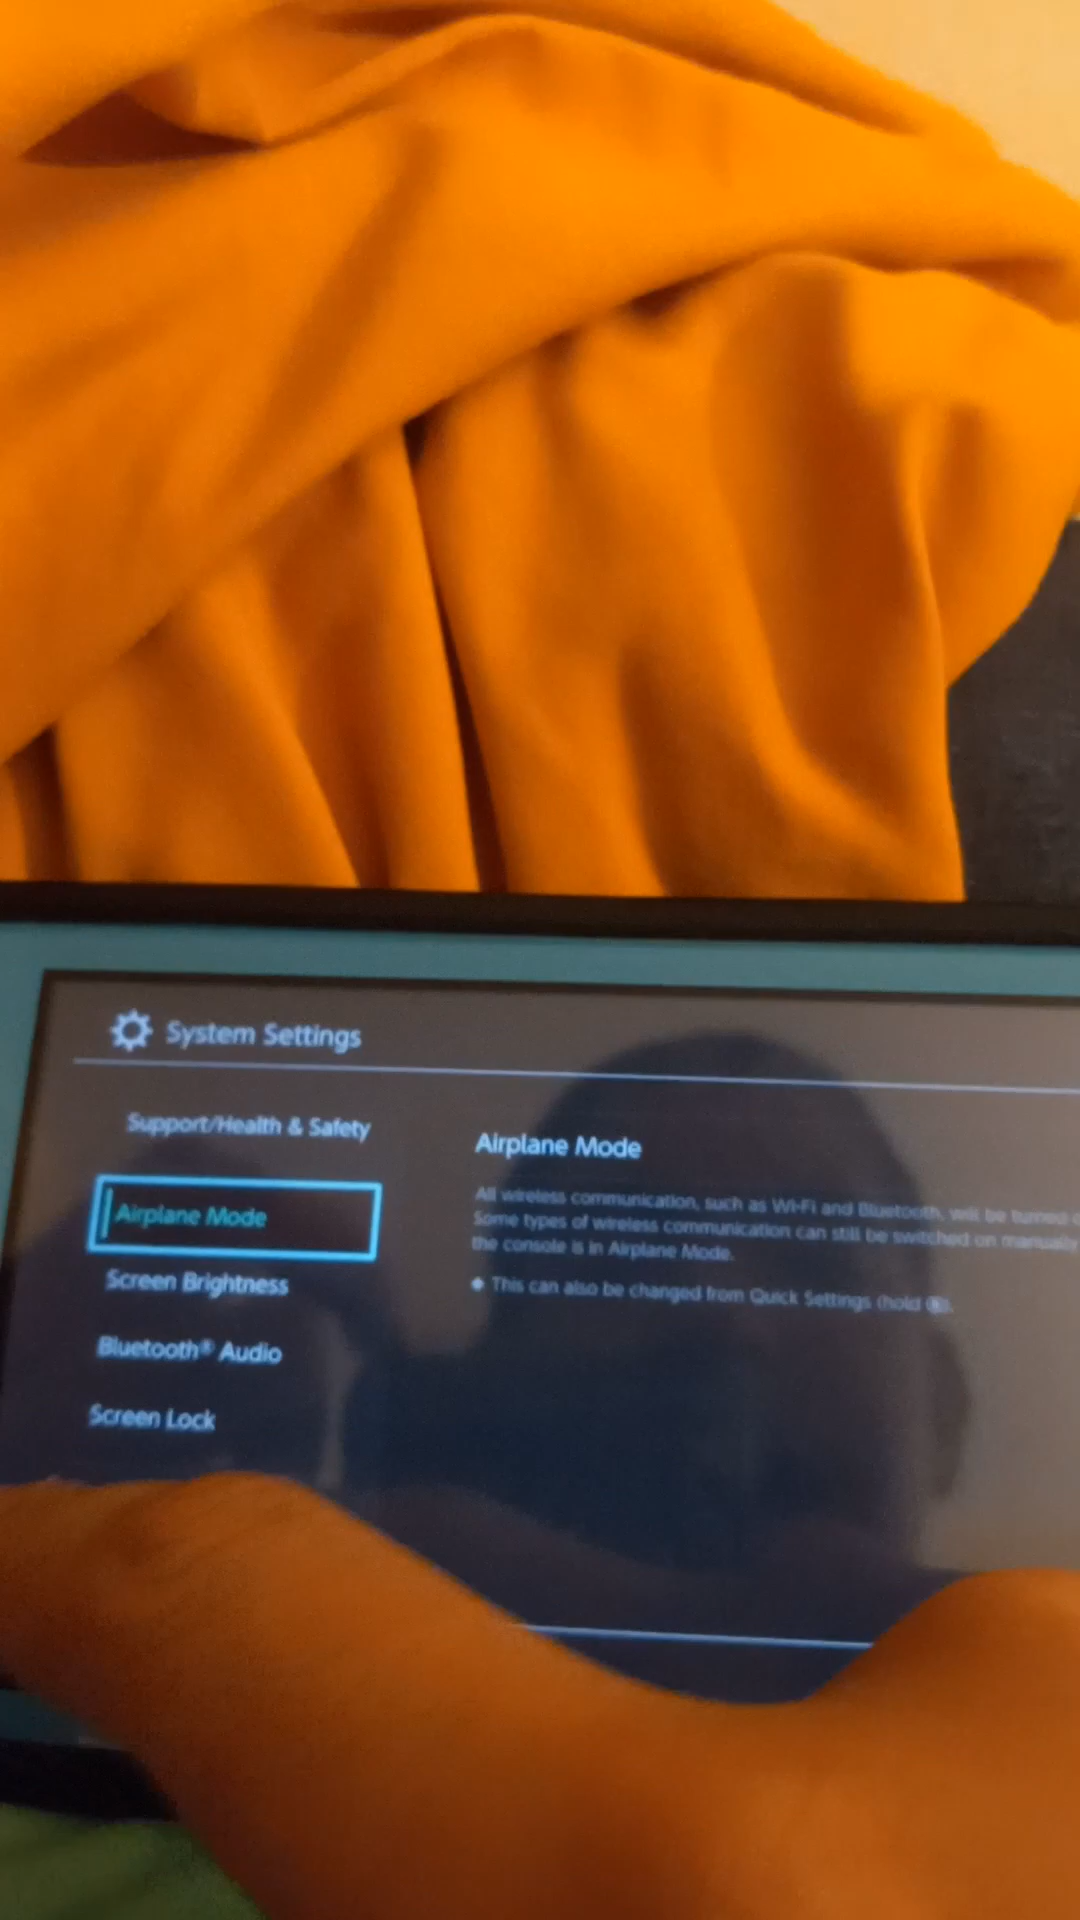 System Settings
Support/Health & Safety
Airplane Mode
Screen Brightness
Bluetooth® Audio
Screen Lock
Airplane Mode
All wireless communication, such as Wi-Fi and Bluetooth, will be turned
Some types of wireless communication can still be switched on manually
the console is in Airplane Mode.
◆ This can also be changed from Quick Settings (hold